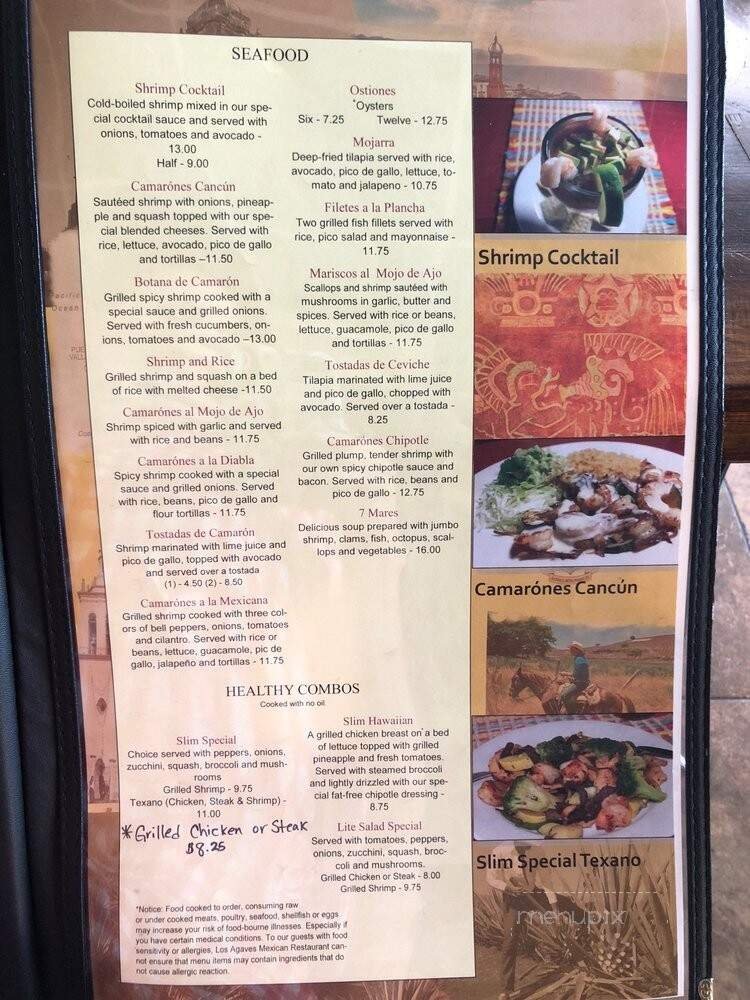 SEAFOOD
Shrimp Cocktail
Cold-boiled shrimp mixed in our spe-
cial cocktail sauce and served with
onions, tomatoes and avocado -
13.00
Half - 9.00
Camarónes Cancún
Sautéed shrimp with onions, pineap-
ple and squash topped with our spe-
cial blended cheeses. Served with
rice, lettuce, avocado, pico de gallo
and tortillas –11.50
Botana de Camarón
Grilled spicy shrimp cooked with a
special sauce and grilled onions.
Served with fresh cucumbers, on-
ions, tomatoes and avocado –13.00
Shrimp and Rice
Grilled shrimp and squash on a bed
of rice with melted cheese -11.50
Camarónes al Mojo de Ajo
Shrimp spiced with garlic and served
with rice and beans - 11.75
Camarónes a la Diabla
Spicy shrimp cooked with a special
sauce and grilled onions. Served
with rice, beans, pico de gallo and
flour tortillas - 11.75
Tostadas de Camarón
Shrimp marinated with lime juice and
pico de gallo, topped with avocado
and served over a tostada
(1) - 4.50 (2) - 8.50
Camarónes a la Mexicana
Grilled shrimp cooked with three col-
ors of bell peppers, onions, tomatoes
and cilantro. Served with rice or
beans, lettuce, guacamole, pic de
gallo, jalapeño and tortillas - 11.75
Ostiones
*Oysters
Six - 7.25 Twelve - 12.75
Mojarra
Deep-fried tilapia served with rice,
avocado, pico de gallo, lettuce, to-
mato and jalapeno - 10.75
Filetes a la Plancha
Two grilled fish fillets served with
rice, pico salad and mayonnaise -
11.75
Mariscos al Mojo de Ajo
Scallops and shrimp sautéed with
mushrooms in garlic, butter and
spices. Served with rice or beans,
lettuce, guacamole, pico de gallo
and tortillas - 11.75
Tostadas de Ceviche
Tilapia marinated with lime juice
and pico de gallo, chopped with
avocado. Served over a tostada -
8.25
Camarónes Chipotle
Grilled plump, tender shrimp with
our own spicy chipotle sauce and
bacon. Served with rice, beans and
pico de gallo - 12.75
7 Mares
Delicious soup prepared with jumbo
shrimp, clams, fish, octopus, scal-
lops and vegetables - 16.00
HEALTHY COMBOS
Cooked with no oil
Slim Special
Choice served with peppers, onions,
zucchini, squash, broccoli and mush-
rooms
Grilled Shrimp - 9.75
Texano (Chicken, Steak & Shrimp) -
11.00
*Grilled Chicken or Steak
$8.25
Slim Hawaiian
A grilled chicken breast on a bed
of lettuce topped with grilled
pineapple and fresh tomatoes.
Served with steamed broccoli
and lightly drizzled with our spe-
cial fat-free chipotle dressing -
8.75
Lite Salad Special
Served with tomatoes, peppers,
onions, zucchini, squash, broc-
coli and mushrooms.
Grilled Chicken or Steak - 8.00
Grilled Shrimp - 9.75
*Notice: Food cooked to order, consuming raw
or under cooked meats, poultry, seafood, shellfish or eggs
may increase your risk of food-bourne illnesses. Especially if
you have certain medical conditions. To our guests with food
sensitivity or allergies, Los Agaves Mexican Restaurant can-
not ensure that menu items may contain ingredients that do
not cause allergic reaction.
Shrimp Cocktail
Camarónes Cancún
Slim Special Texano
menupix
Pacific
Ocean